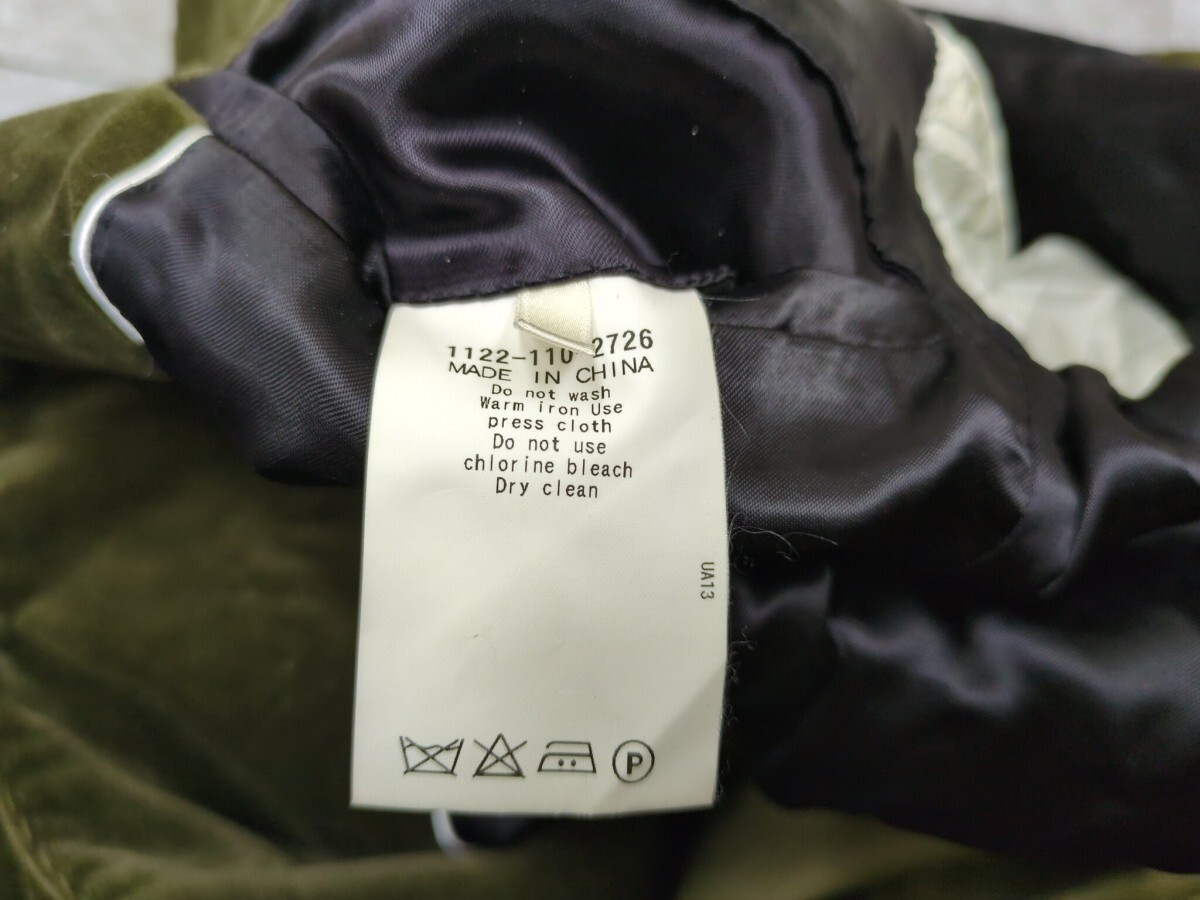 1122-110 2726
MADE IN CHINA
Do not wash
Warm iron Use
press cloth
Do not use
chlorine bleach
Dry clean
UA13
P